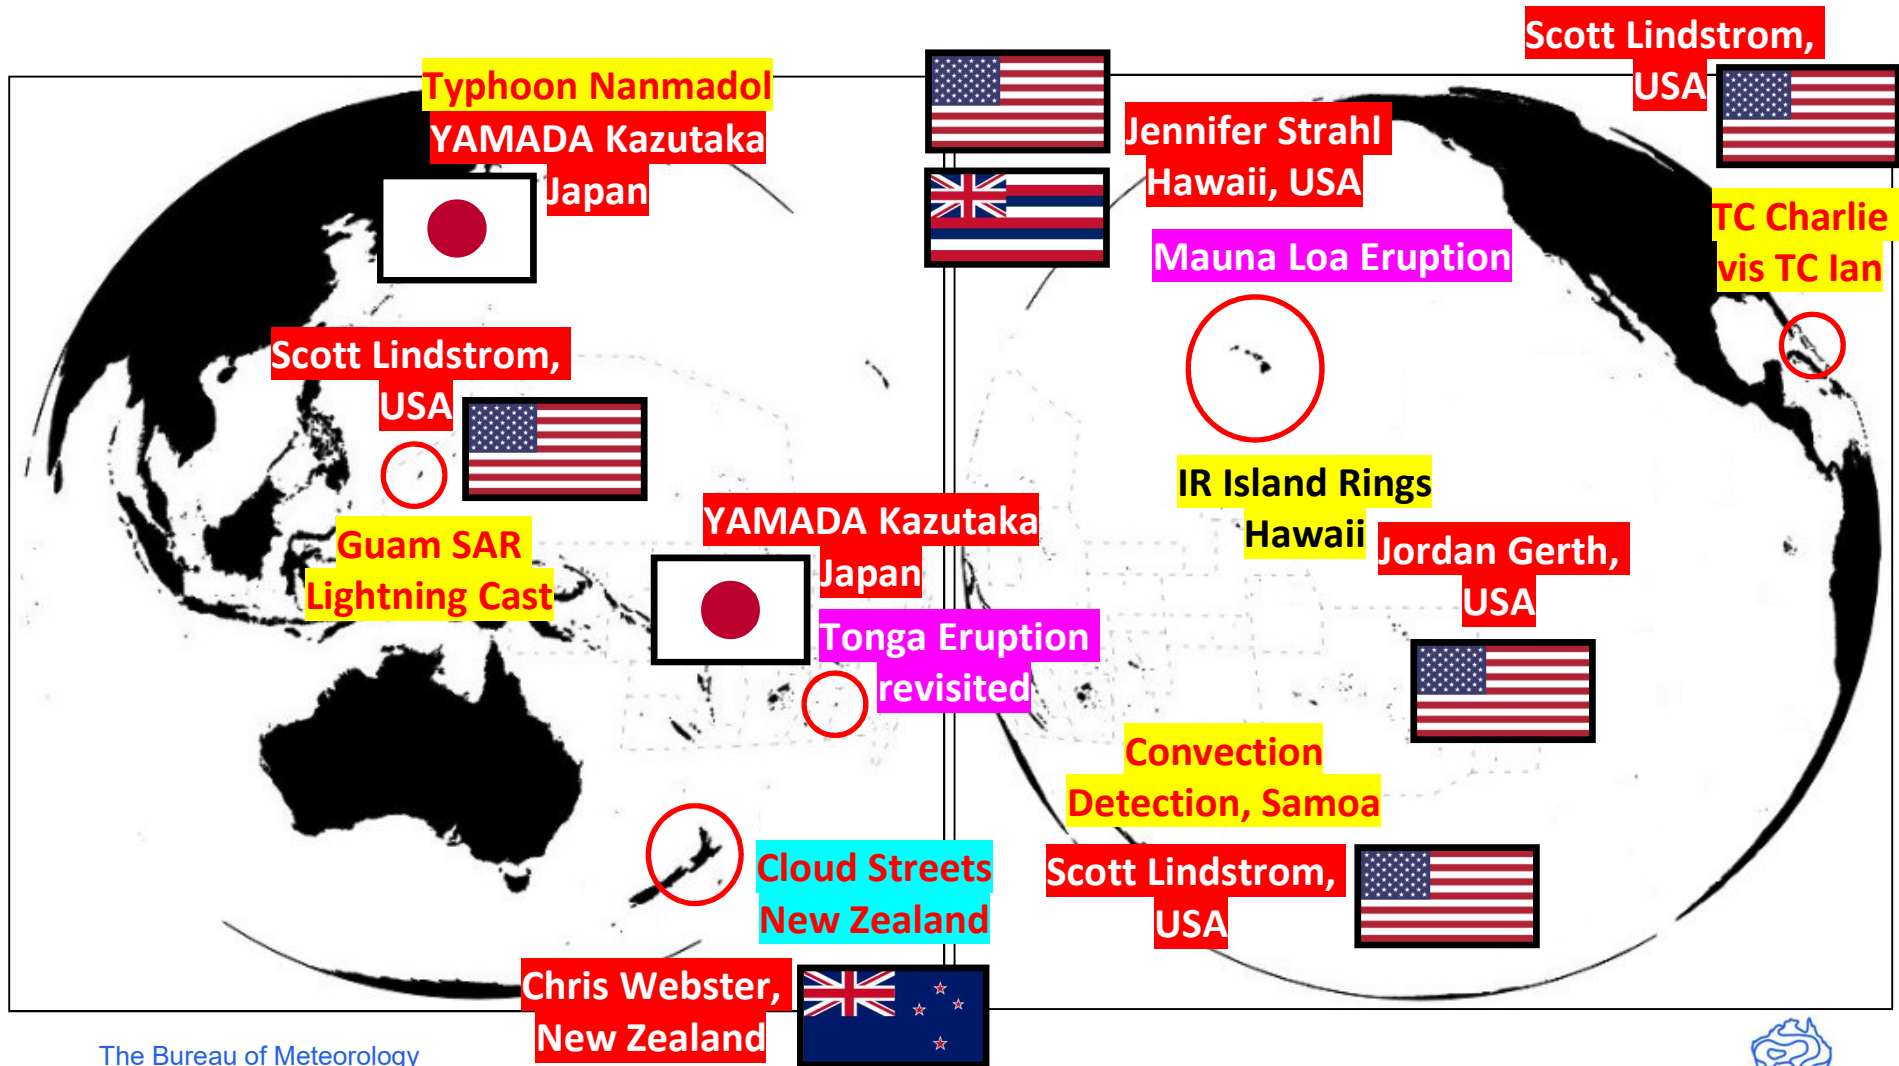 Scott Lindstrom,
USA
Typhoon Nanmadol
YAMADA Kazutaka
Japan
Jennifer Strahl
Hawaii, USA
Mauna Loa Eruption
TC Charlie
vis TC Ian
Scott Lindstrom,
USA
Guam SAR
Lightning Cast
IR Island Rings
Hawaii
YAMADA Kazutaka
Japan
Tonga Eruption
revisited
Jordan Gerth,
USA
Convection
Detection, Samoa
Scott Lindstrom,
USA
Cloud Streets
New Zealand
Chris Webster,
New Zealand
The Bureau of Meteorology